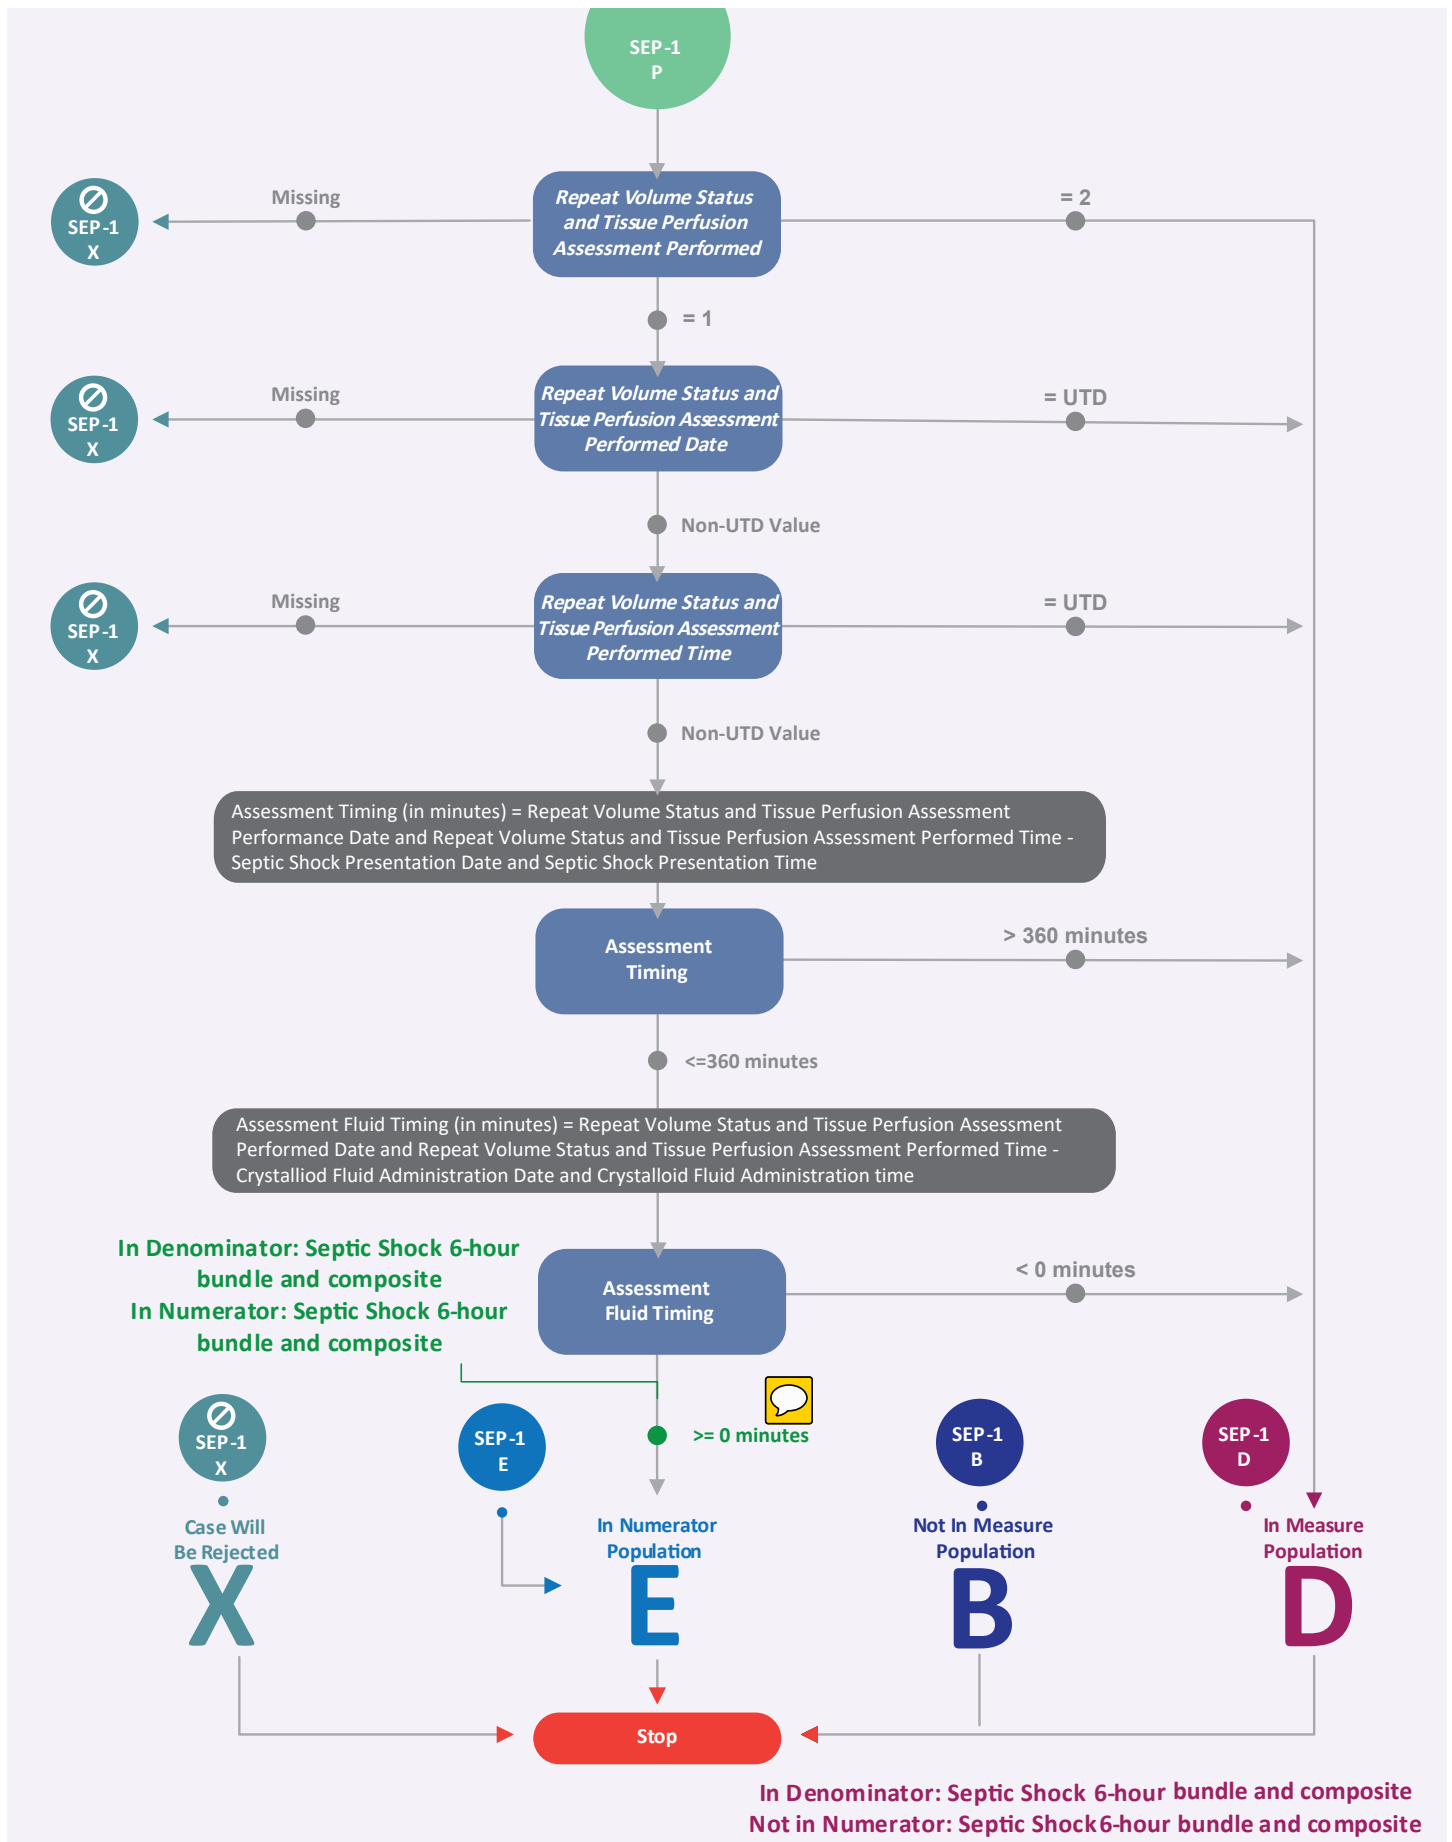 SEP-1
P
Missing
= 2
SEP-1
X
Repeat Volume Status
and Tissue Perfusion
Assessment Performed
= 1
Missing
= UTD
SEP-1
X
Repeat Volume Status and
Tissue Perfusion Assessment
Performed Date
Non-UTD Value
Missing
= UTD
SEP-1
X
Repeat Volume Status and
Tissue Perfusion Assessment
Performed Time
Non-UTD Value
Assessment Timing (in minutes) = Repeat Volume Status and Tissue Perfusion Assessment
Performance Date and Repeat Volume Status and Tissue Perfusion Assessment Performed Time -
Septic Shock Presentation Date and Septic Shock Presentation Time
Assessment
Timing
> 360 minutes
<=360 minutes
Assessment Fluid Timing (in minutes) = Repeat Volume Status and Tissue Perfusion Assessment
Performed Date and Repeat Volume Status and Tissue Perfusion Assessment Performed Time -
Crystalliod Fluid Administration Date and Crystalloid Fluid Administration time
In Denominator: Septic Shock 6-hour
bundle and composite
In Numerator: Septic Shock 6-hour
bundle and composite
Assessment
Fluid Timing
< 0 minutes
>= 0 minutes
SEP-1
X
SEP-1
E
SEP-1
B
SEP-1
D
Case Will
Be Rejected
X
In Numerator
Population
E
Not In Measure
Population
B
In Measure
Population
D
Stop
In Denominator: Septic Shock 6-hour bundle and composite
Not in Numerator: Septic Shock 6-hour bundle and composite